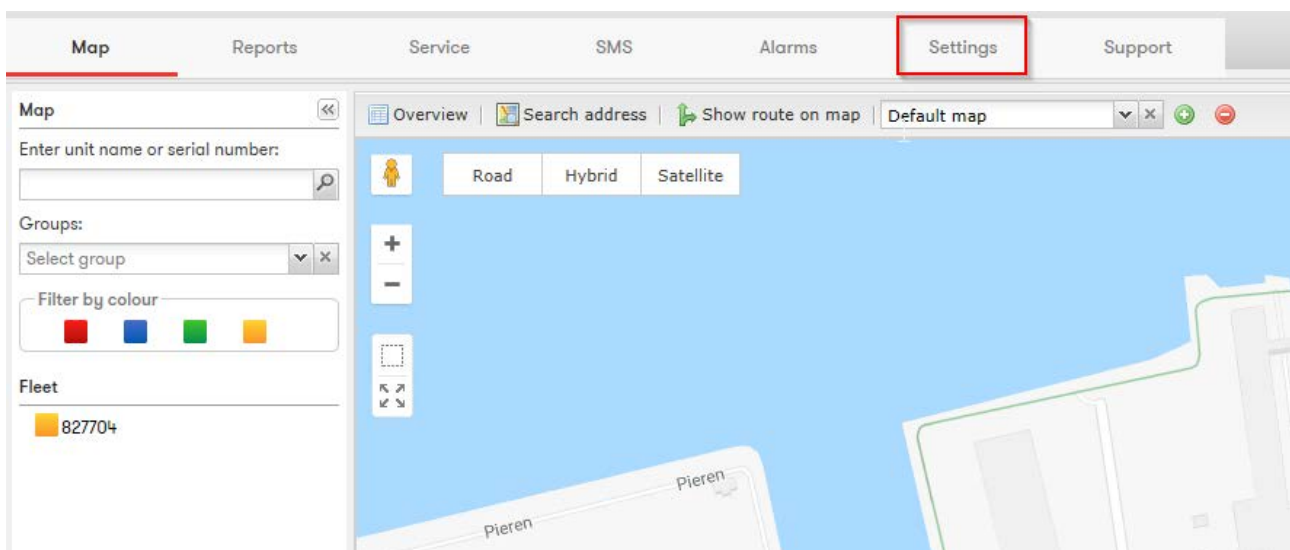 Map Reports Service SMS Alarms Settings Support
Map
Enter unit name or serial number:
Groups:
Select group
Filter by colour
Fleet
827704
Overview Search address Show route on map Default map
Road Hybrid Satellite
Pieren
Pieren